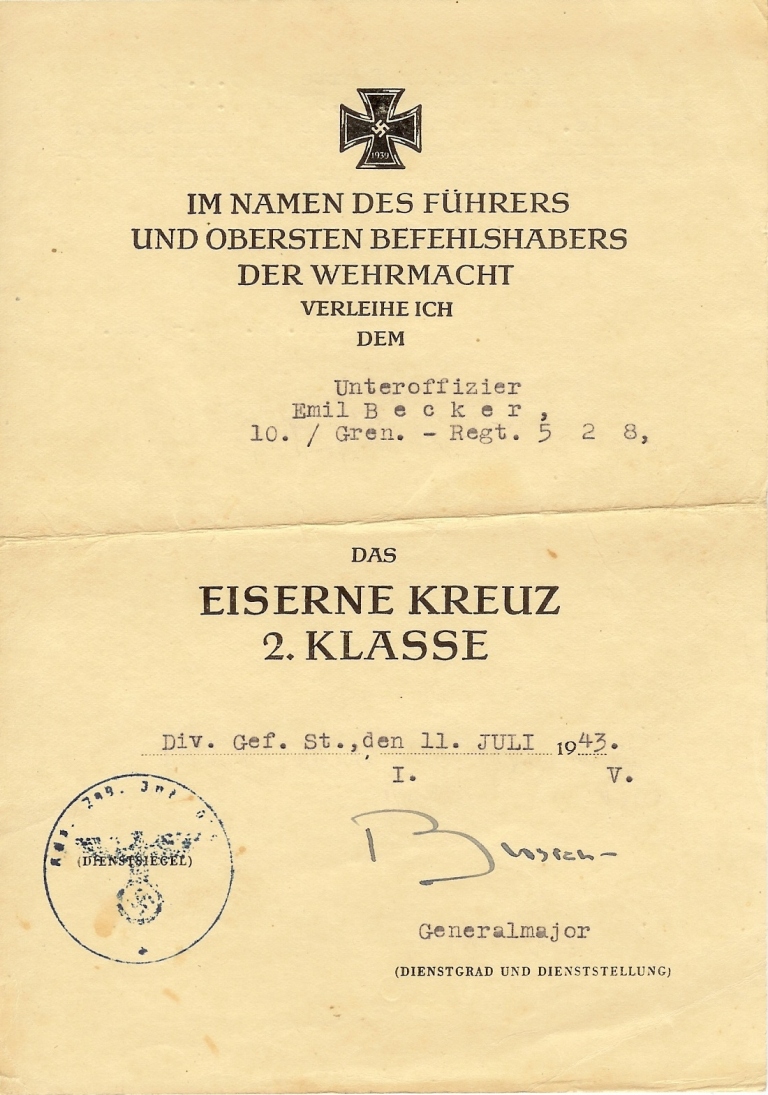 1939
IM NAMEN DES FÜHRERS
UND OBERSTEN BEFEHLSHABERS
DER WEHRMACHT
VERLEIHE ICH
DEM
Unteroffizier
Emil B e c k e r ,
10. / Gren. - Regt. 5 2 8,
DAS
EISERNE KREUZ
2. KLASSE
Div. Gef. St.,den 11. JULI 1943.
I. V.
(DIENSTSIEGEL)
Generalmajor
(DIENSTGRAD UND DIENSTSTELLUNG)